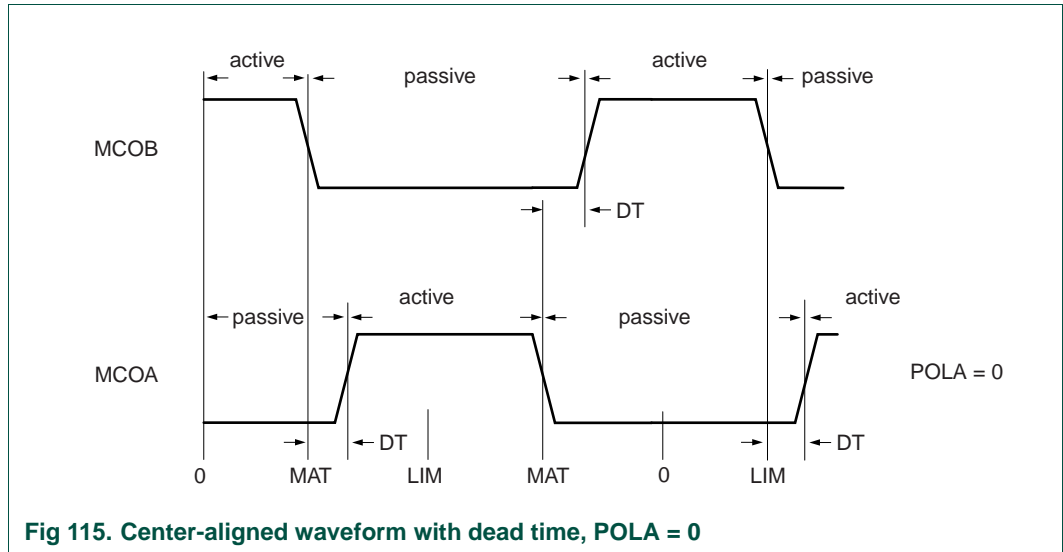 active
passive
active
passive
MCOB
DT
passive
active
passive
active
MCOA
POLA = 0
DT
DT
0
MAT
LIM
MAT
0
LIM
Fig 115. Center-aligned waveform with dead time, POLA = 0